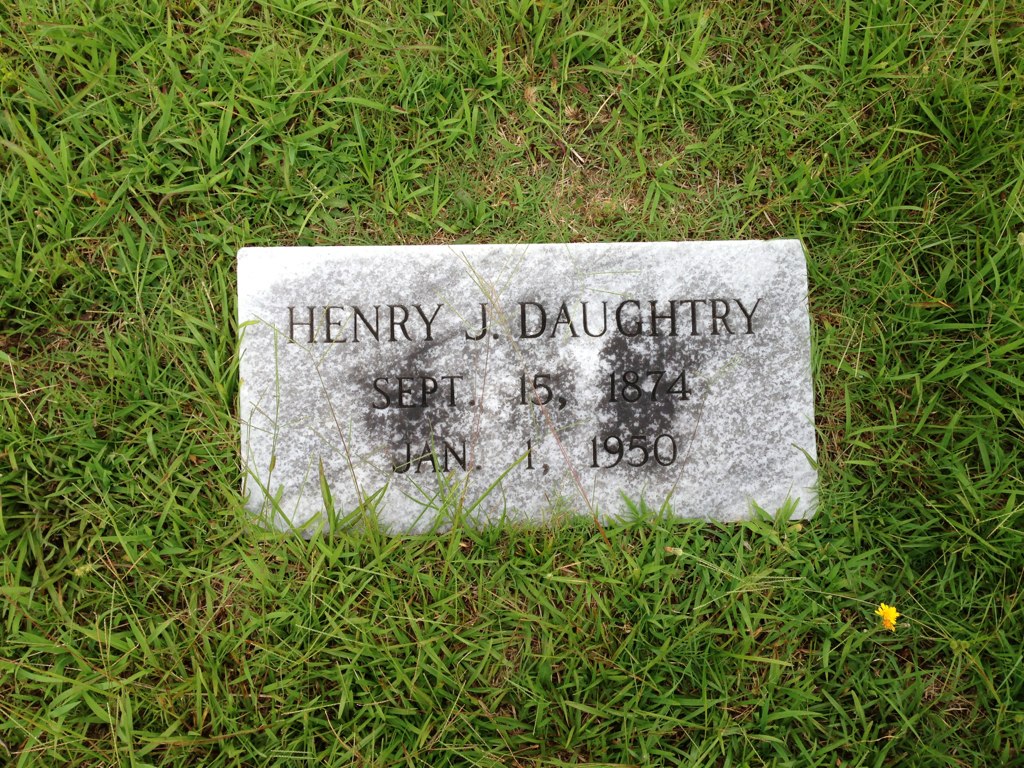 HENRY J. DAUGHTRY
SEPT. 15, 1874
JAN. 1, 1950